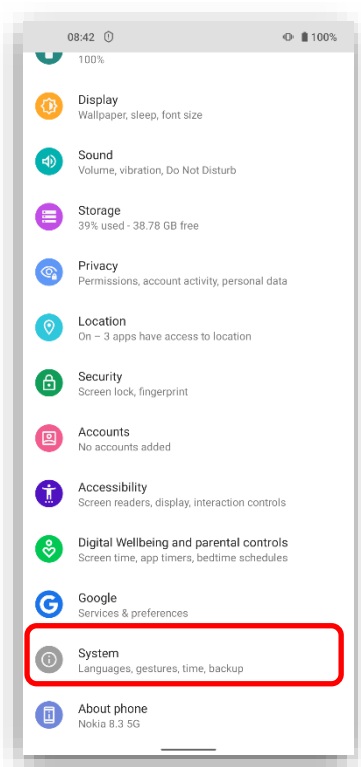 08:42 100%
100%
Display
Wallpaper, sleep, font size
Sound
Volume, vibration, Do Not Disturb
Storage
39% used - 38.78 GB free
Privacy
Permissions, account activity, personal data
Location
On – 3 apps have access to location
Security
Screen lock, fingerprint
Accounts
No accounts added
Accessibility
Screen readers, display, interaction controls
Digital Wellbeing and parental controls
Screen time, app timers, bedtime schedules
Google
Services & preferences
System
Languages, gestures, time, backup
About phone
Nokia 8.3 5G